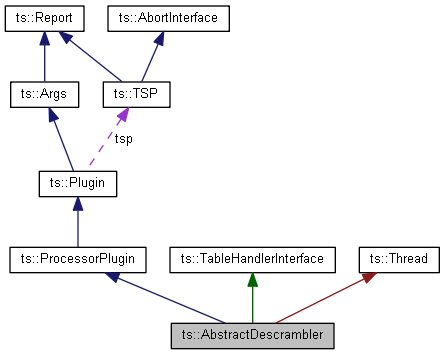 ts::Report
ts::AbortInterface
ts::Args
ts::TSP
tsp
ts::Plugin
ts::ProcessorPlugin
ts::TableHandlerInterface
ts::Thread
ts::AbstractDescrambler